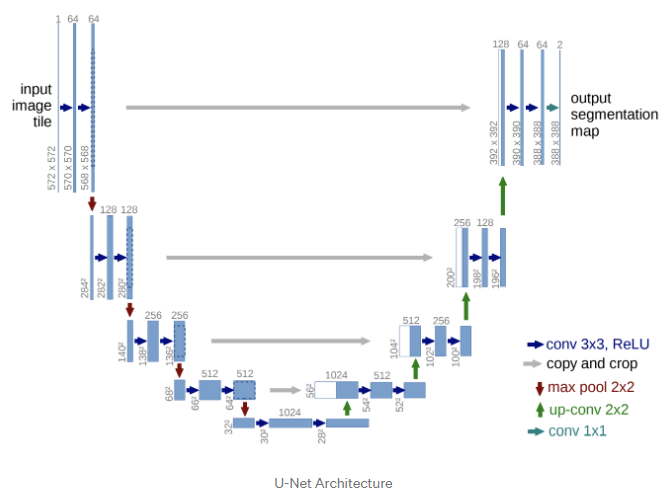 1 64 64
128 64 64 2
input
image
tile
output
segmentation
map
572 x 572
570 x 570
568 x 568
392 x 392
390 x 390
388 x 388
388 x 388
128 128
256 128
284²
282²
280²
200²
198²
196²
256 256
512 256
140²
138²
136²
104²
102²
100²
512 512
1024 512
68²
66²
64²
56²
54²
52²
1024
32²
30²
28²
conv 3x3, ReLU
copy and crop
max pool 2x2
up-conv 2x2
conv 1x1
U-Net Architecture